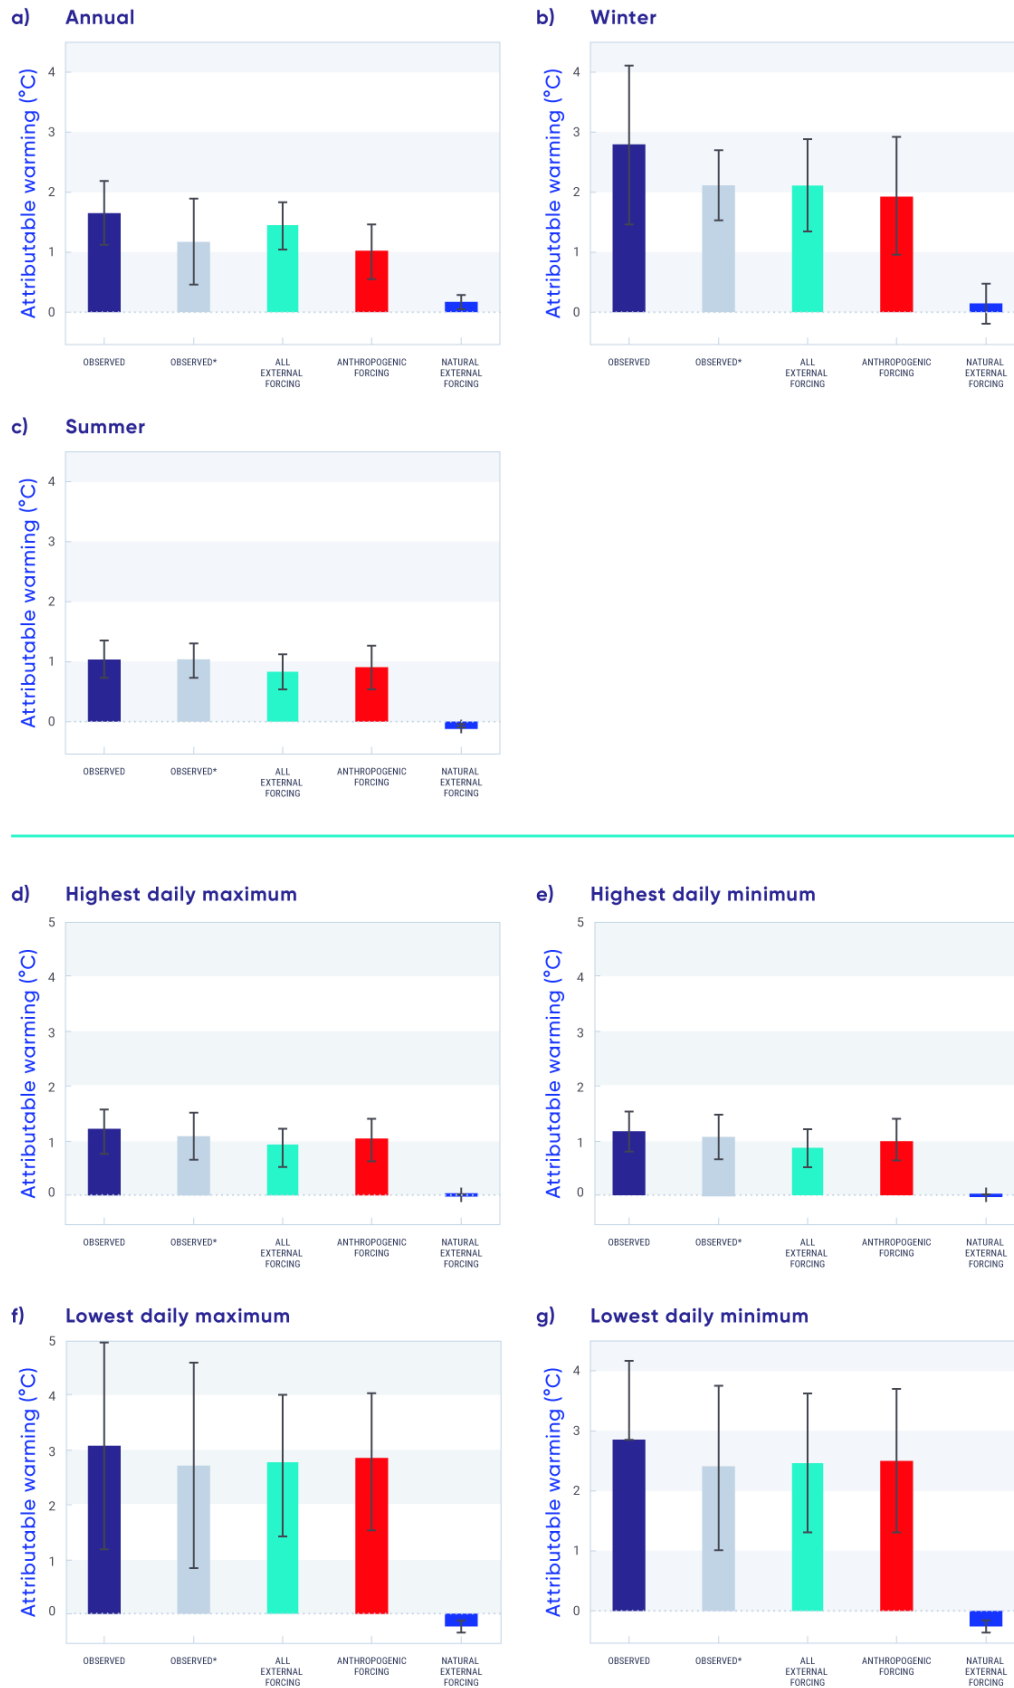 a) Annual
Attributable warming (°C)
4
3
2
1
0
OBSERVED
OBSERVED*
ALL
EXTERNAL
FORCING
ANTHROPOGENIC
FORCING
NATURAL
EXTERNAL
FORCING
b) Winter
Attributable warming (°C)
4
3
2
1
0
OBSERVED
OBSERVED*
ALL
EXTERNAL
FORCING
ANTHROPOGENIC
FORCING
NATURAL
EXTERNAL
FORCING
c) Summer
Attributable warming (°C)
4
3
2
1
0
OBSERVED
OBSERVED*
ALL
EXTERNAL
FORCING
ANTHROPOGENIC
FORCING
NATURAL
EXTERNAL
FORCING
d) Highest daily maximum
Attributable warming (°C)
5
4
3
2
1
0
OBSERVED
OBSERVED*
ALL
EXTERNAL
FORCING
ANTHROPOGENIC
FORCING
NATURAL
EXTERNAL
FORCING
e) Highest daily minimum
Attributable warming (°C)
5
4
3
2
1
0
OBSERVED
OBSERVED*
ALL
EXTERNAL
FORCING
ANTHROPOGENIC
FORCING
NATURAL
EXTERNAL
FORCING
f) Lowest daily maximum
Attributable warming (°C)
5
4
3
2
1
0
OBSERVED
OBSERVED*
ALL
EXTERNAL
FORCING
ANTHROPOGENIC
FORCING
NATURAL
EXTERNAL
FORCING
g) Lowest daily minimum
Attributable warming (°C)
4
3
2
1
0
OBSERVED
OBSERVED*
ALL
EXTERNAL
FORCING
ANTHROPOGENIC
FORCING
NATURAL
EXTERNAL
FORCING